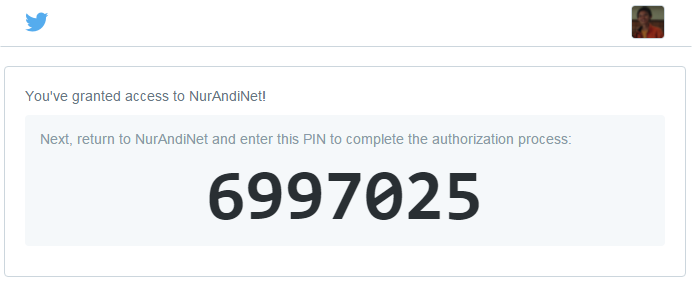 You've granted access to NurAndiNet!
Next, return to NurAndiNet and enter this PIN to complete the authorization process:
6997025